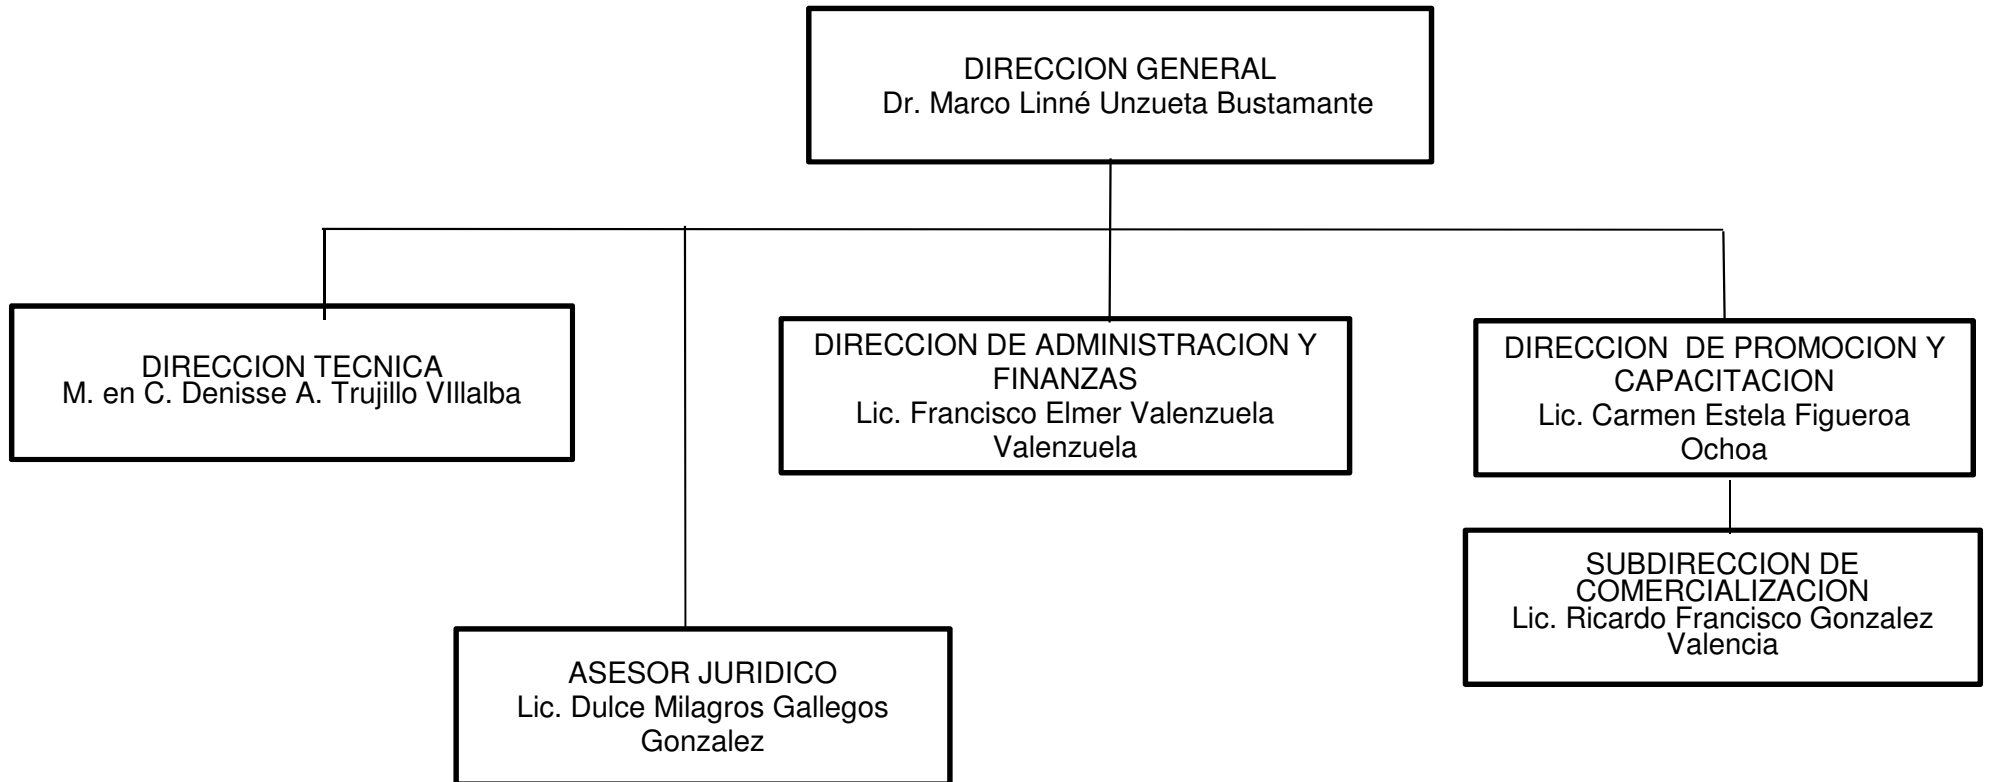 DIRECCION GENERAL
Dr. Marco Linné Unzueta Bustamante
DIRECCION TECNICA
M. en C. Denisse A. Trujillo VIllalba
DIRECCION DE ADMINISTRACION Y
FINANZAS
Lic. Francisco Elmer Valenzuela
Valenzuela
DIRECCION DE PROMOCION Y
CAPACITACION
Lic. Carmen Estela Figueroa
Ochoa
SUBDIRECCION DE
COMERCIALIZACION
Lic. Ricardo Francisco Gonzalez
Valencia
ASESOR JURIDICO
Lic. Dulce Milagros Gallegos
Gonzalez